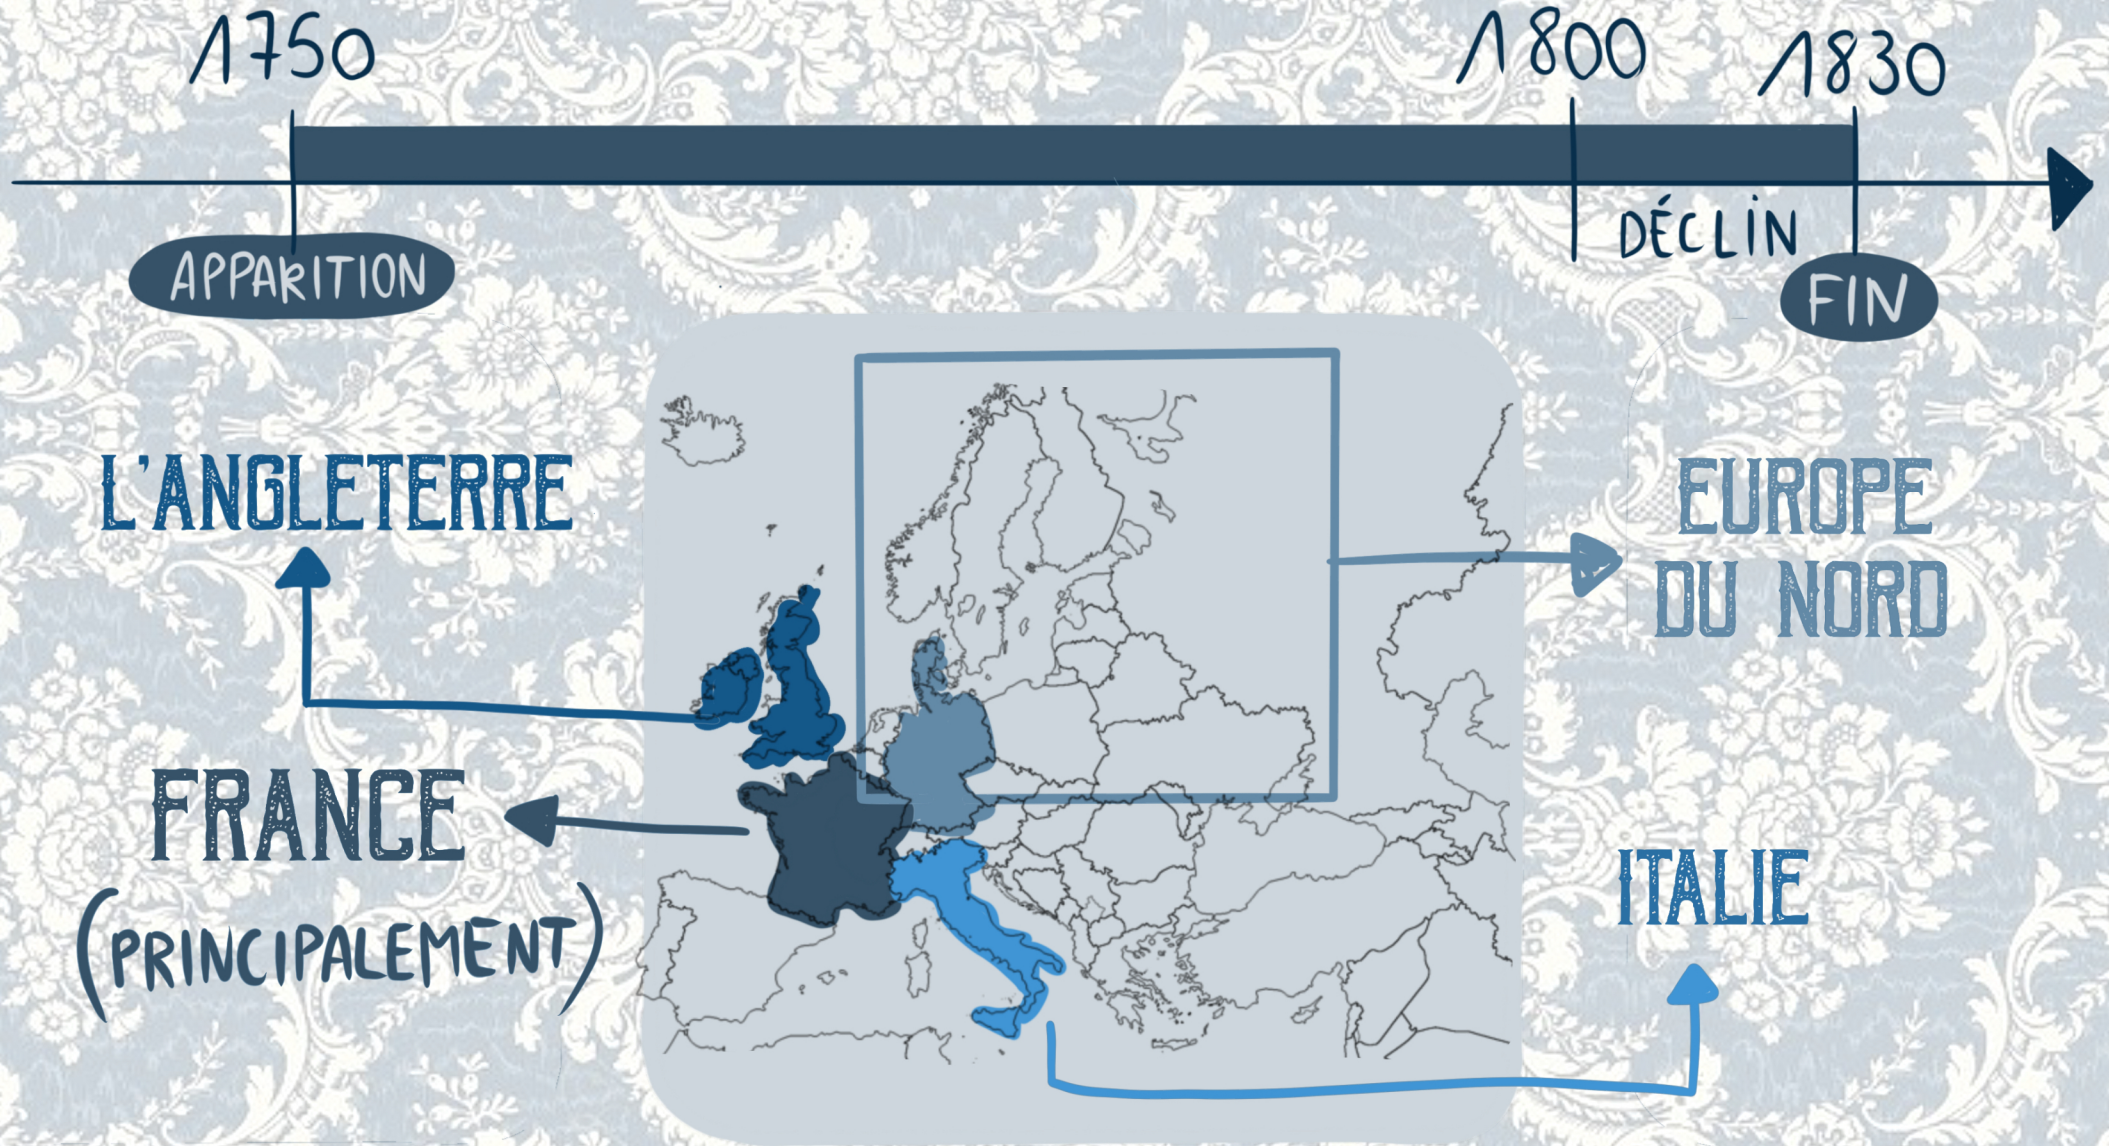 1750
1800
1830
APPARITION
DÉCLIN
FIN
L'ANGLETERRE
EUROPE
DU NORD
FRANCE
(PRINCIPALEMENT)
ITALIE